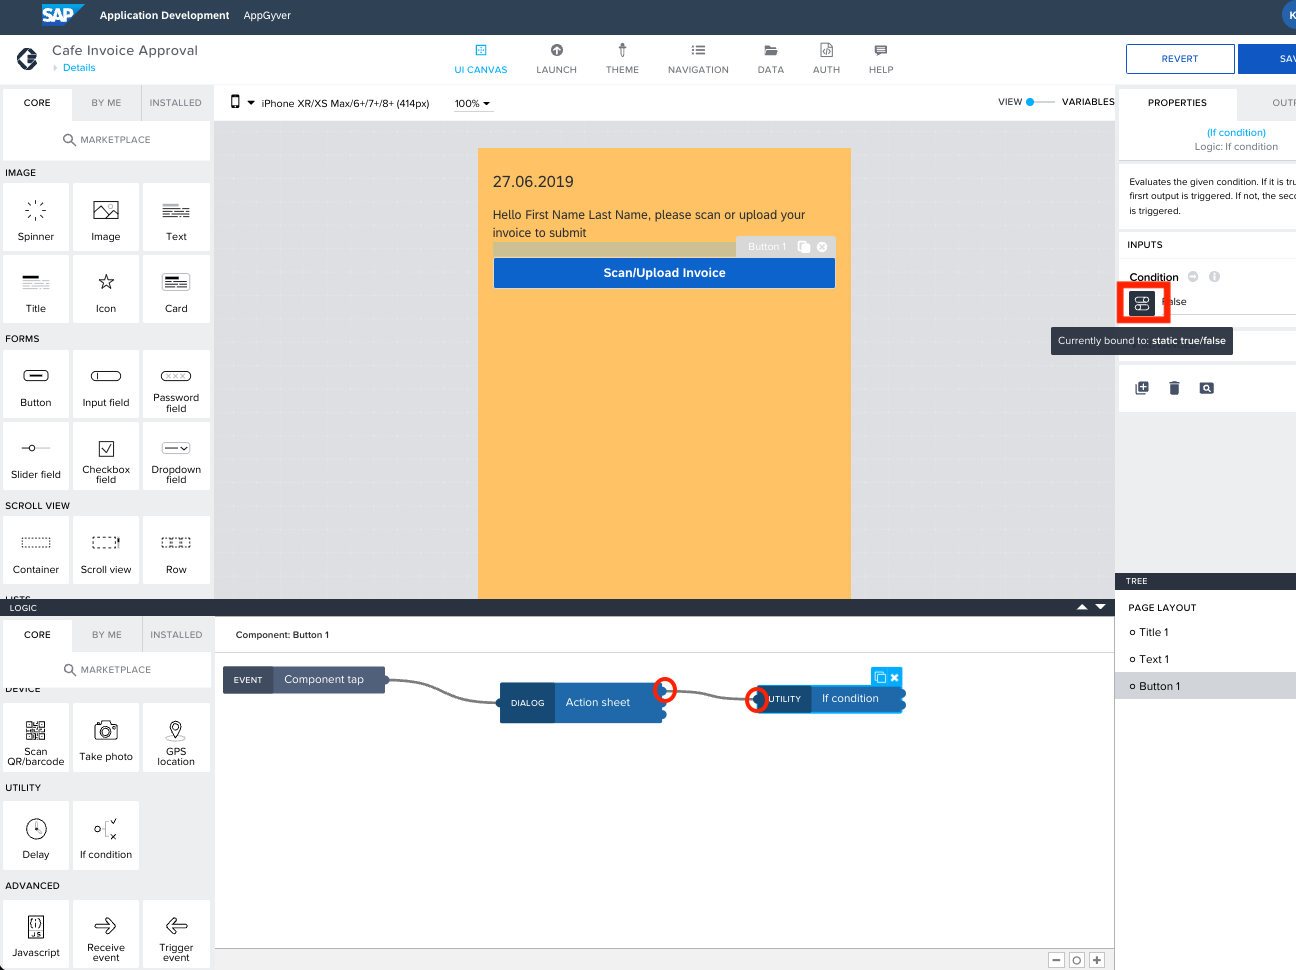 SAP Application Development AppGyver K
Cafe Invoice Approval
Details
UI CANVAS LAUNCH THEME NAVIGATION DATA AUTH HELP
REVERT SAV
CORE BY ME INSTALLED
MARKETPLACE
iPhone XR/XS Max/6+/7+/8+ (414px) 100%
VIEW VARIABLES
PROPERTIES OUTP
(If condition)
Logic: If condition
Evaluates the given condition. If it is tru
firsrt output is triggered. If not, the seco
is triggered.
INPUTS
Condition
False
Currently bound to: static true/false
IMAGE
Spinner Image Text
Title Icon Card
FORMS
Button Input field Password
field
Slider field Checkbox
field Dropdown
field
SCROLL VIEW
Container Scroll view Row
LISTS
27.06.2019
Hello First Name Last Name, please scan or upload your
invoice to submit
Button 1
Scan/Upload Invoice
LOGIC
CORE BY ME INSTALLED
MARKETPLACE
DEVICE
Scan
QR/barcode Take photo GPS
location
UTILITY
Delay If condition
ADVANCED
{()}
JS
Javascript Receive
event Trigger
event
Component: Button 1
EVENT Component tap
DIALOG Action sheet
UTILITY If condition
TREE
PAGE LAYOUT
Title 1
Text 1
Button 1